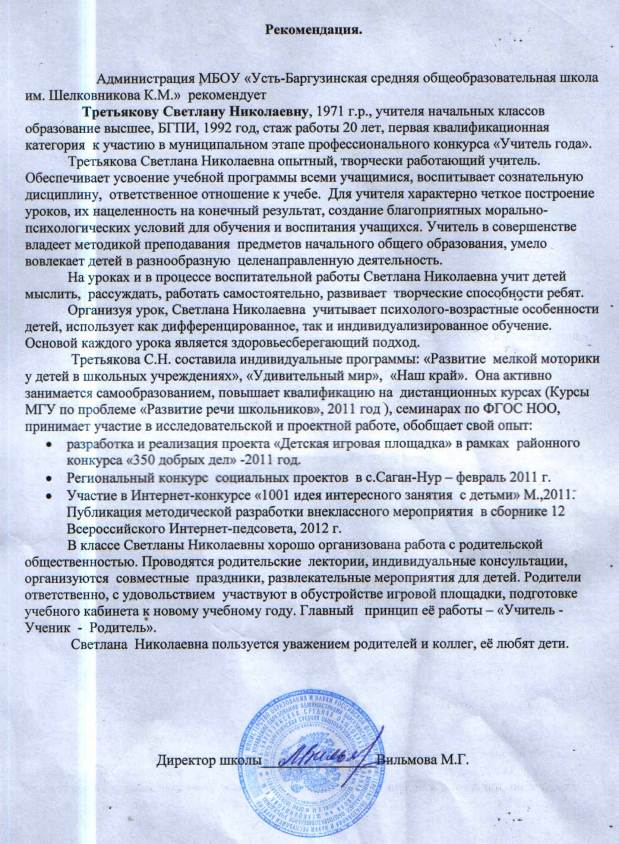 Рекомендация.
Администрация МБОУ «Усть-Баргузинская средняя общеобразовательная школа
им. Шелковникова К.М.» рекомендует
Третьякову Светлану Николаевну, 1971 г.р., учителя начальных классов
образование высшее, БГПИ, 1992 год, стаж работы 20 лет, первая квалификационная
категория к участию в муниципальном этапе профессионального конкурса «Учитель года».
Третьякова Светлана Николаевна опытный, творчески работающий учитель.
Обеспечивает усвоение учебной программы всеми учащимися, воспитывает сознательную
дисциплину, ответственное отношение к учебе. Для учителя характерно четкое построение
уроков, их нацеленность на конечный результат, создание благоприятных морально-
психологических условий для обучения и воспитания учащихся. Учитель в совершенстве
владеет методикой преподавания предметов начального общего образования, умело
вовлекает детей в разнообразную целенаправленную деятельность.
На уроках и в процессе воспитательной работы Светлана Николаевна учит детей
мыслить, рассуждать, работать самостоятельно, развивает творческие способности ребят.
Организуя урок, Светлана Николаевна учитывает психолого-возрастные особенности
детей, использует как дифференцированное, так и индивидуализированное обучение.
Основой каждого урока является здоровьесберегающий подход.
Третьякова С.Н. составила индивидуальные программы: «Развитие мелкой моторики
у детей в школьных учреждениях», «Удивительный мир», «Наш край». Она активно
занимается самообразованием, повышает квалификацию на дистанционных курсах (Курсы
МГУ по проблеме «Развитие речи школьников», 2011 год ), семинарах по ФГОС НОО,
принимает участие в исследовательской и проектной работе, обобщает свой опыт:
• разработка и реализация проекта «Детская игровая площадка» в рамках районного
конкурса «350 добрых дел» -2011 год.
• Региональный конкурс социальных проектов в с.Саган-Нур – февраль 2011 г.
• Участие в Интернет-конкурсе «1001 идея интересного занятия с детьми» М.,2011.
Публикация методической разработки внеклассного мероприятия в сборнике 12
Всероссийского Интернет-педсовета, 2012 г.
В классе Светланы Николаевны хорошо организована работа с родительской
общественностью. Проводятся родительские лектории, индивидуальные консультации,
организуются совместные праздники, развлекательные мероприятия для детей. Родители
ответственно, с удовольствием участвуют в обустройстве игровой площадки, подготовке
учебного кабинета к новому учебному году. Главный принцип её работы – «Учитель -
Ученик - Родитель».
Светлана Николаевна пользуется уважением родителей и коллег, её любят дети.
Директор школы Вильмова М.Г.